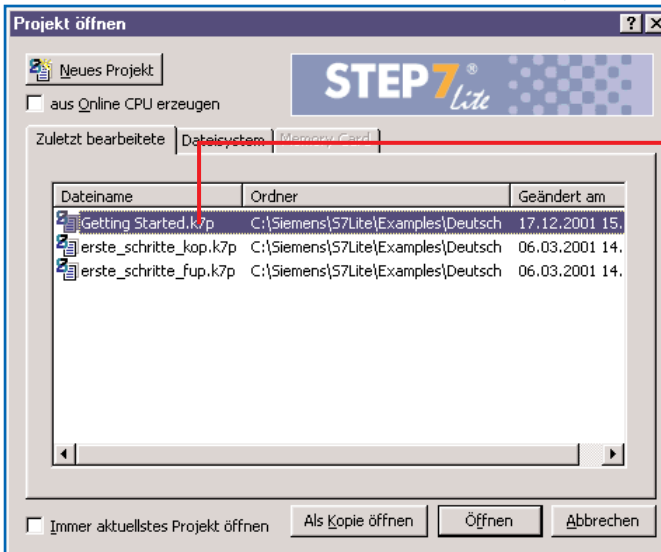 Projekt öffnen
Neues Projekt
STEP 7® Lite
aus Online CPU erzeugen
Zuletzt bearbeitete Dateisystem Memory Card
Dateiname Ordner Geändert am
Getting Started.k7p C:\Siemens\S7Lite\Examples\Deutsch 17.12.2001 15.
erste_schritte_kop.k7p C:\Siemens\S7Lite\Examples\Deutsch 06.03.2001 14.
erste_schritte_fup.k7p C:\Siemens\S7Lite\Examples\Deutsch 06.03.2001 14.
Immer aktuellstes Projekt öffnen Als Kopie öffnen Öffnen Abbrechen